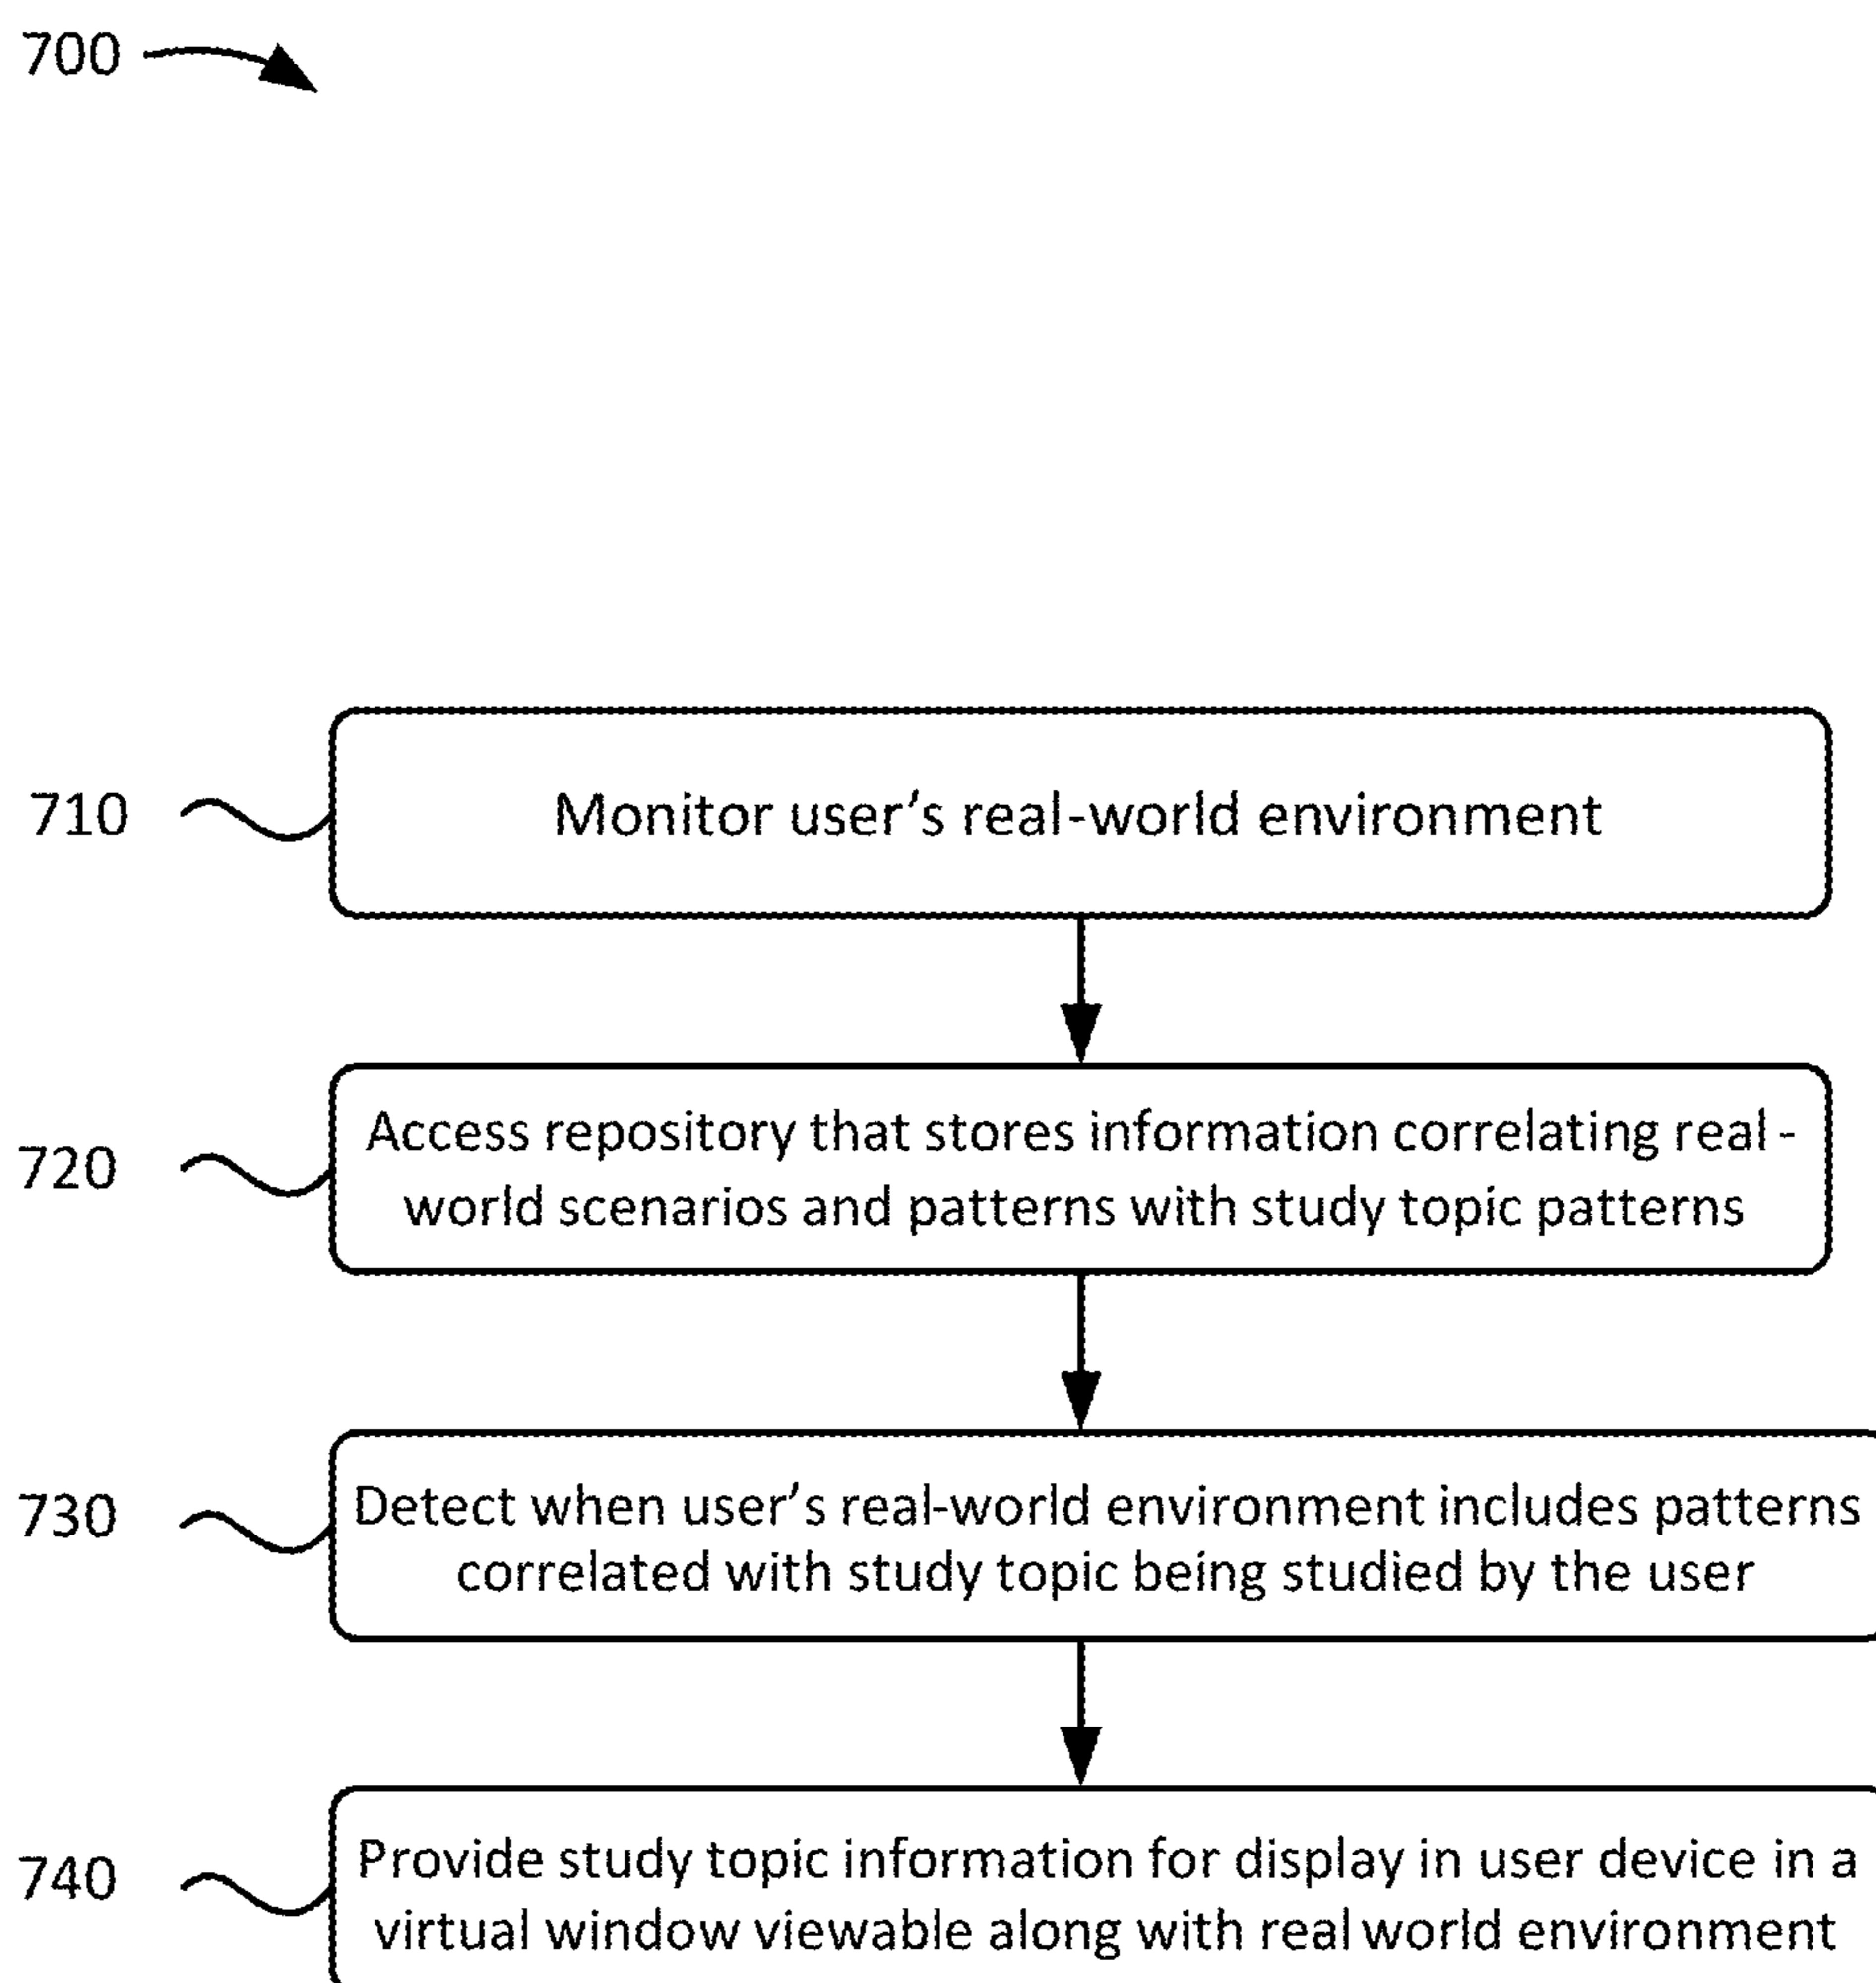 700
710
Monitor user's real-world environment
720
Access repository that stores information correlating real-
world scenarios and patterns with study topic patterns
730
Detect when user's real-world environment includes patterns
correlated with study topic being studied by the user
740
Provide study topic information for display in user device in a
virtual window viewable along with real world environment